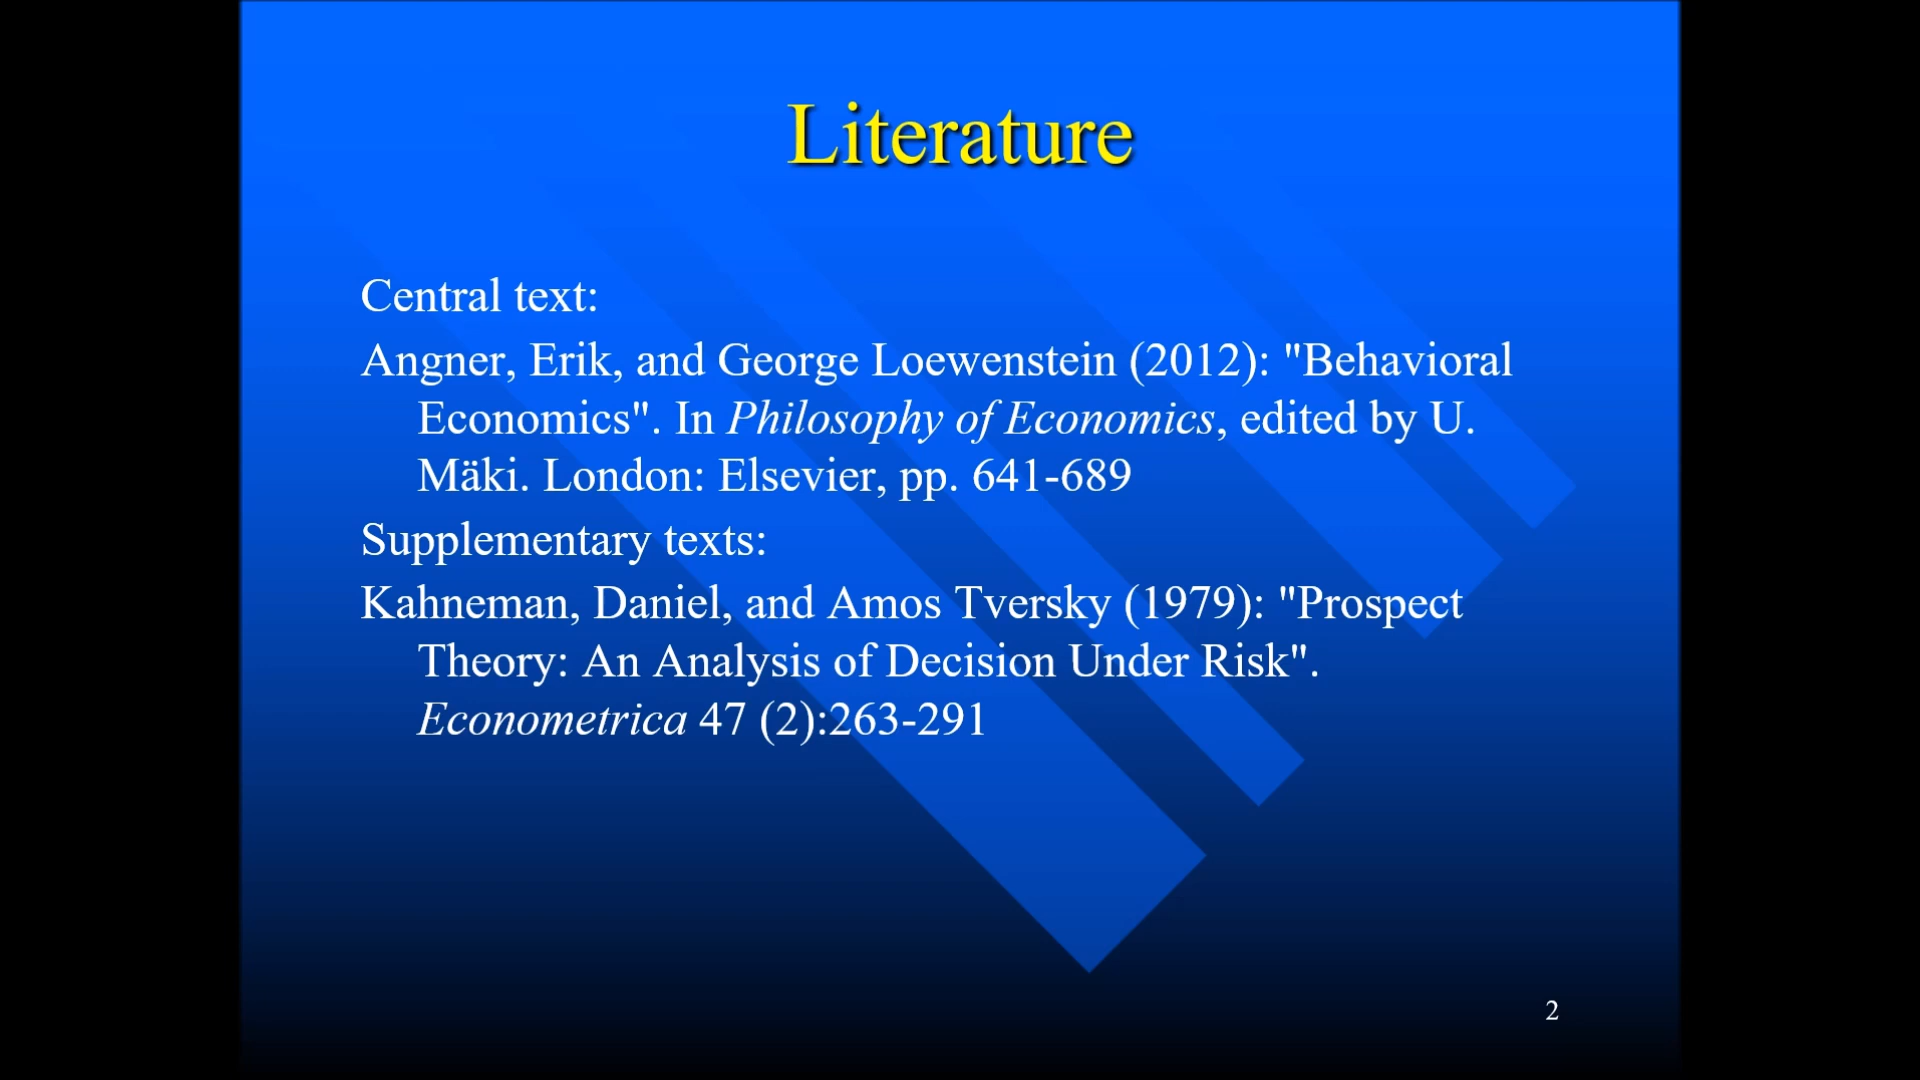 Literature
Central text:
Angner, Erik, and George Loewenstein (2012): "Behavioral
Economics". In Philosophy of Economics, edited by U.
Mäki. London: Elsevier, pp. 641-689
Supplementary texts:
Kahneman, Daniel, and Amos Tversky (1979): "Prospect
Theory: An Analysis of Decision Under Risk".
Econometrica 47 (2):263-291
2